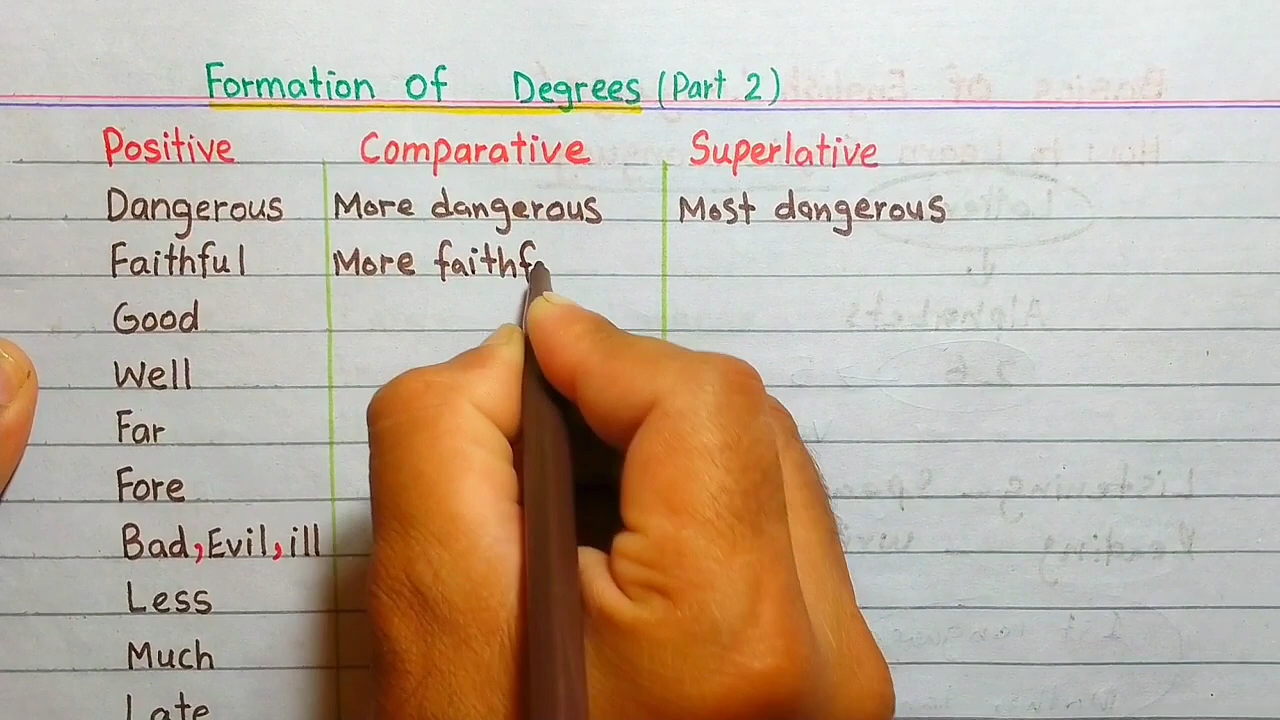 Formation Of Degrees (Part 2)
Positive Comparative Superlative
Dangerous More dangerous Most dangerous
Faithful More faithf
Good
Well
Far
Fore
Bad, Evil, ill
Less
Much
Late